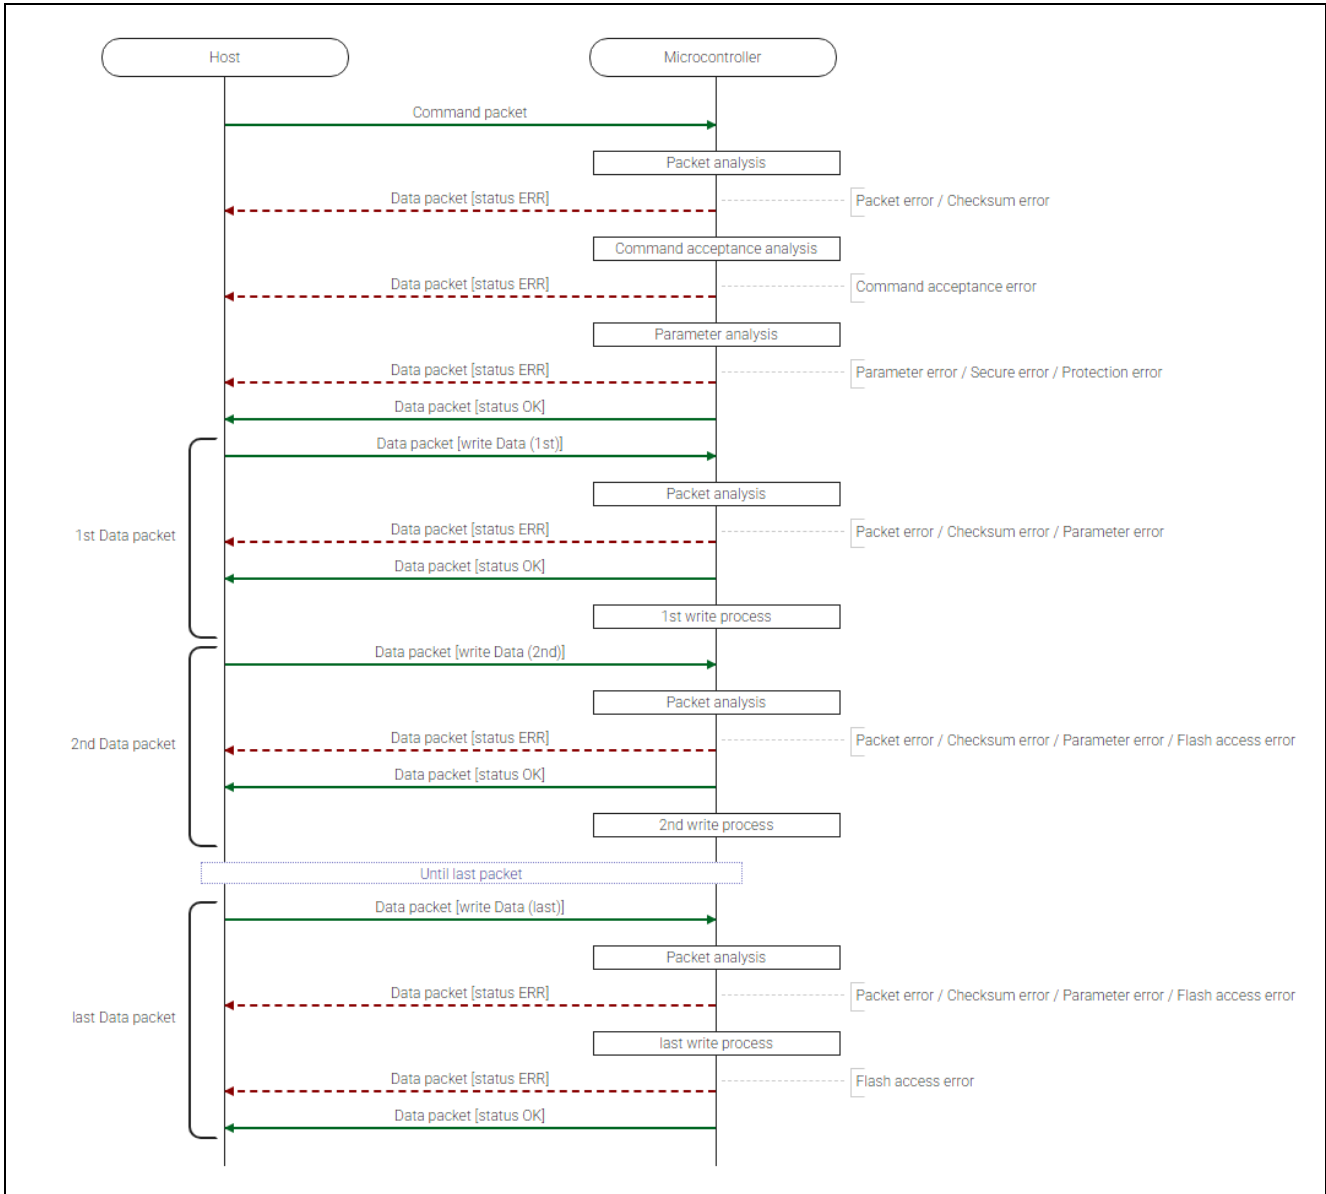 Host
Microcontroller
Command packet
Packet analysis
Data packet [status ERR]
Packet error / Checksum error
Command acceptance analysis
Data packet [status ERR]
Command acceptance error
Parameter analysis
Data packet [status ERR]
Parameter error / Secure error / Protection error
Data packet [status OK]
Data packet [write Data (1st)]
Packet analysis
1st Data packet
Data packet [status ERR]
Packet error / Checksum error / Parameter error
Data packet [status OK]
1st write process
Data packet [write Data (2nd)]
Packet analysis
2nd Data packet
Data packet [status ERR]
Packet error / Checksum error / Parameter error / Flash access error
Data packet [status OK]
2nd write process
Until last packet
Data packet [write Data (last)]
Packet analysis
Data packet [status ERR]
Packet error / Checksum error / Parameter error / Flash access error
last Data packet
last write process
Data packet [status ERR]
Flash access error
Data packet [status OK]